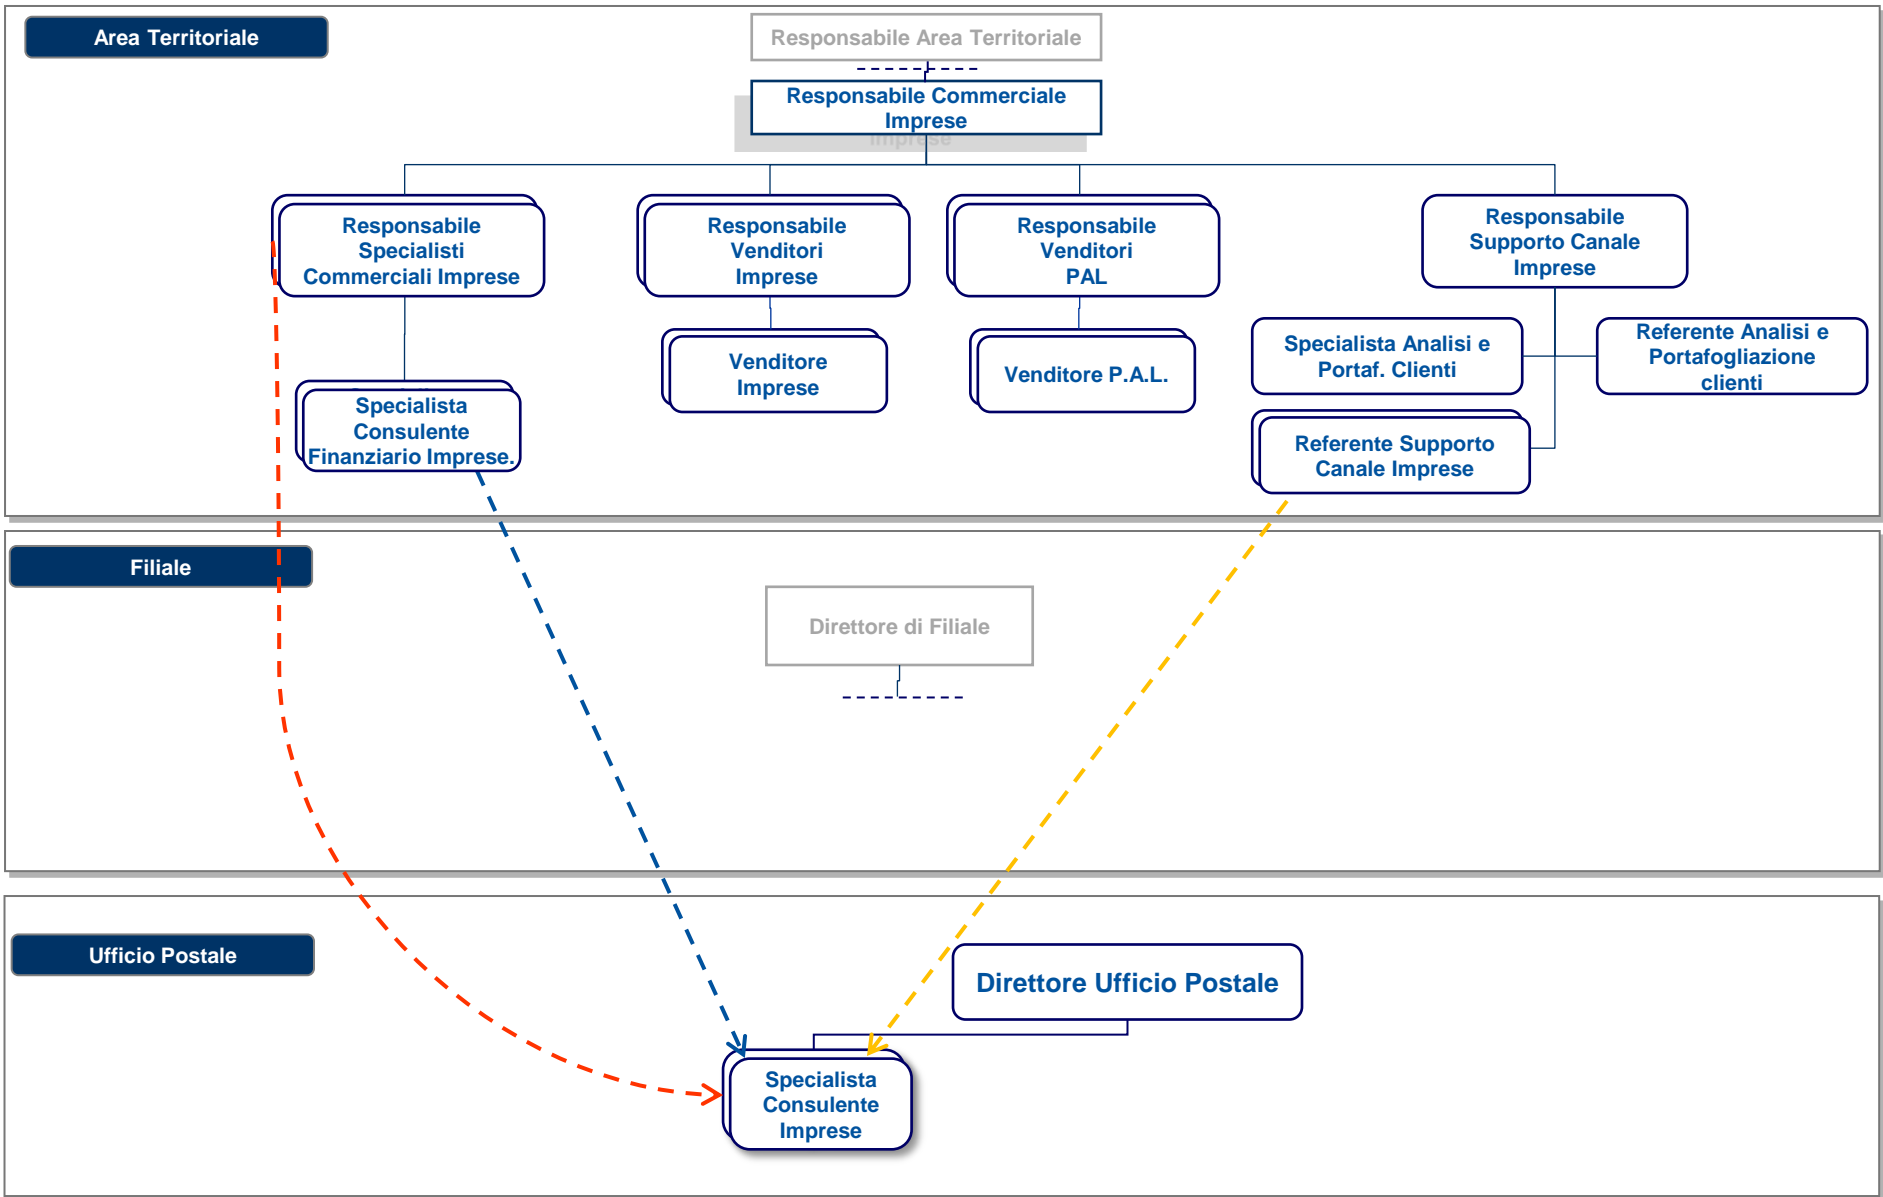 Area Territoriale
Responsabile Area Territoriale
Responsabile Commerciale
Imprese
Imprese
Responsabile
Specialisti
Commerciali Imprese
Responsabile
Venditori
Imprese
Responsabile
Venditori
PAL
Responsabile
Supporto Canale
Imprese
Specialista
Consulente
Finanziario Imprese.
Venditore
Imprese
Venditore P.A.L.
Specialista Analisi e
Portaf. Clienti
Referente Analisi e
Portafogliazione
clienti
Referente Supporto
Canale Imprese
Filiale
Direttore di Filiale
Ufficio Postale
Direttore Ufficio Postale
Specialista
Consulente
Imprese